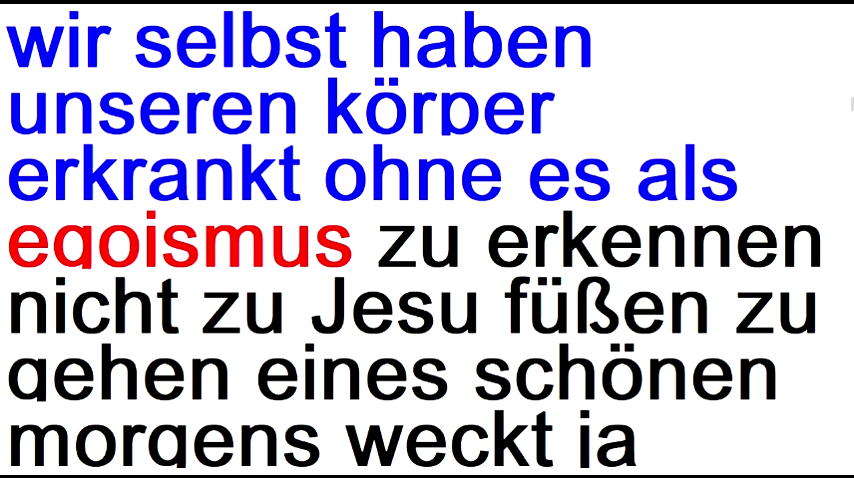 wir selbst haben
unseren körper
erkrankt ohne es als
egoismus zu erkennen
nicht zu Jesu füßen zu
gehen eines schönen
morgens weckt ja